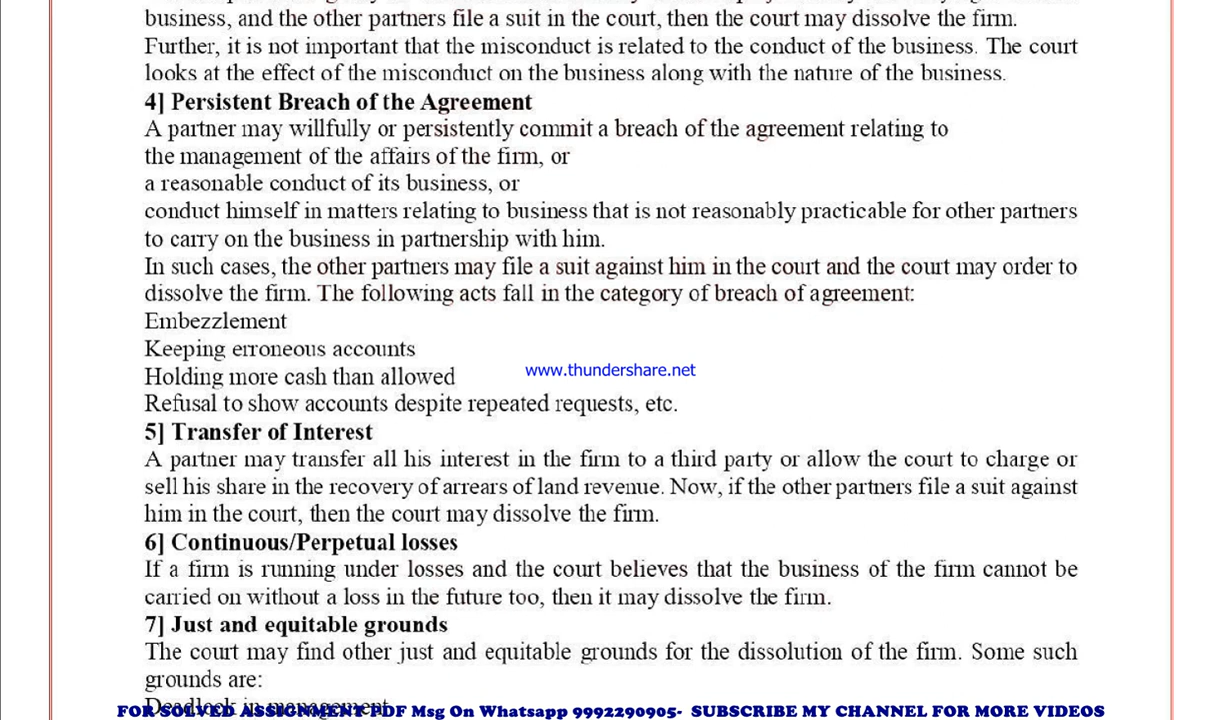 business, and the other partners file a suit in the court, then the court may dissolve the firm.
Further, it is not important that the misconduct is related to the conduct of the business. The court
looks at the effect of the misconduct on the business along with the nature of the business.
4] Persistent Breach of the Agreement
A partner may willfully or persistently commit a breach of the agreement relating to
the management of the affairs of the firm, or
a reasonable conduct of its business, or
conduct himself in matters relating to business that is not reasonably practicable for other partners
to carry on the business in partnership with him.
In such cases, the other partners may file a suit against him in the court and the court may order to
dissolve the firm. The following acts fall in the category of breach of agreement:
Embezzlement
Keeping erroneous accounts
www.thundershare.net
Holding more cash than allowed
Refusal to show accounts despite repeated requests, etc.
5] Transfer of Interest
A partner may transfer all his interest in the firm to a third party or allow the court to charge or
sell his share in the recovery of arrears of land revenue. Now, if the other partners file a suit against
him in the court, then the court may dissolve the firm.
6] Continuous/Perpetual losses
If a firm is running under losses and the court believes that the business of the firm cannot be
carried on without a loss in the future too, then it may dissolve the firm.
7] Just and equitable grounds
The court may find other just and equitable grounds for the dissolution of the firm. Some such
grounds are:
Deadlock in management
FOR SOLVED ASSIGNMENT PDF Msg On Whatsapp 9992290905- SUBSCRIBE MY CHANNEL FOR MORE VIDEOS